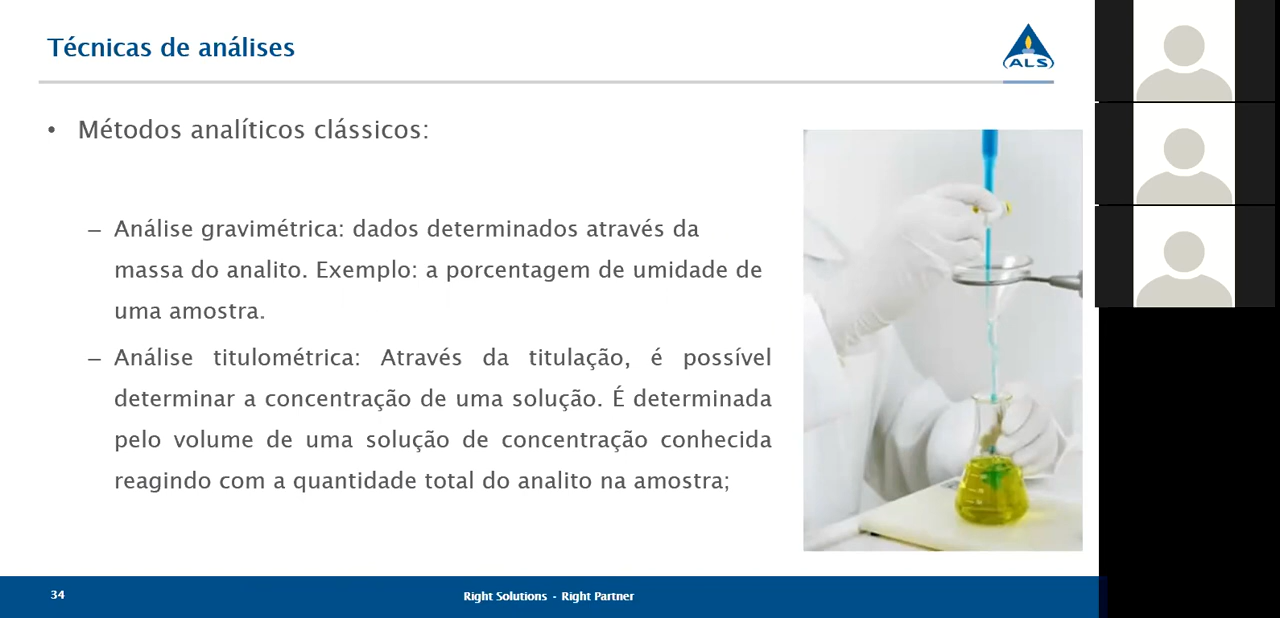 Técnicas de análises
ALS
• Métodos analíticos clássicos:
– Análise gravimétrica: dados determinados através da
massa do analito. Exemplo: a porcentagem de umidade de
uma amostra.
– Análise titulométrica: Através da titulação, é possível
determinar a concentração de uma solução. É determinada
pelo volume de uma solução de concentração conhecida
reagindo com a quantidade total do analito na amostra;
34
Right Solutions - Right Partner